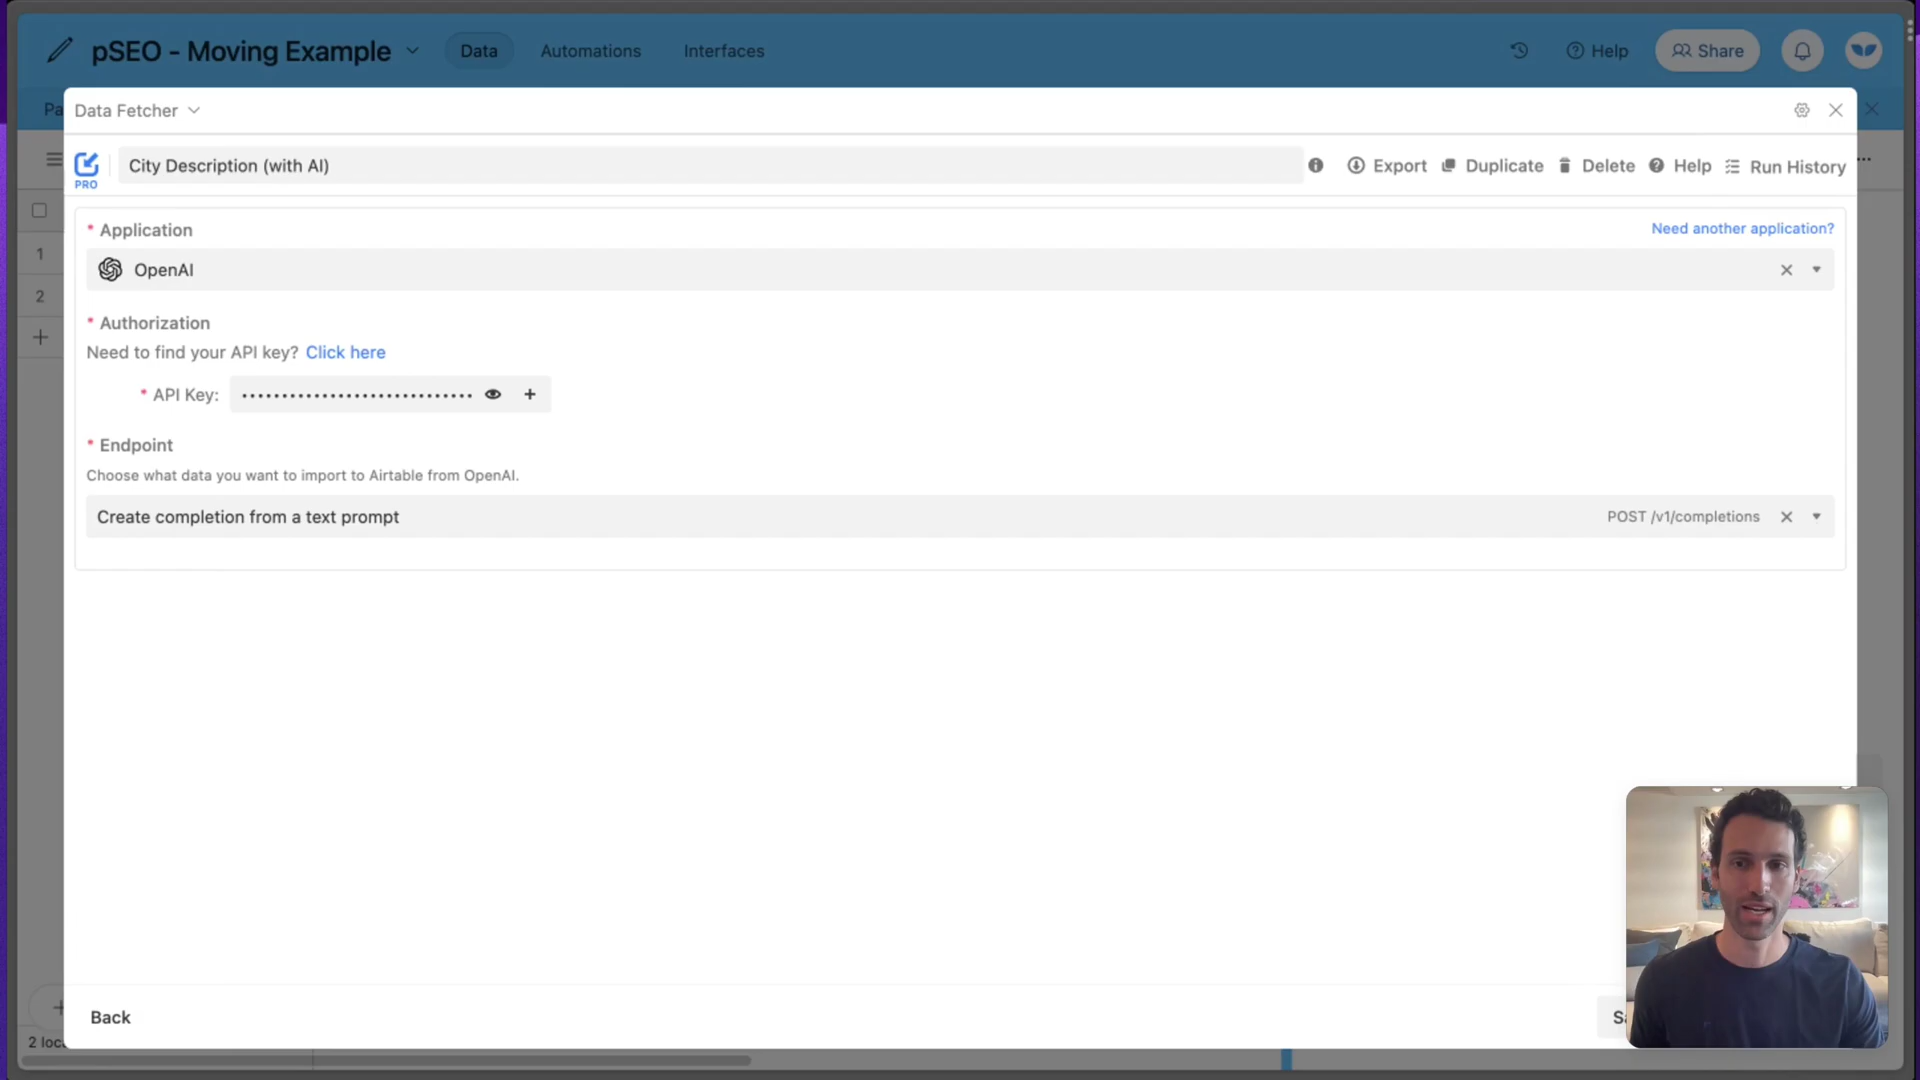 pSEO - Moving Example
Data
Automations
Interfaces
Help
Share
Data Fetcher
PRO
City Description (with AI)
Export
Duplicate
Delete
Help
Run History
* Application
Need another application?
OpenAI
* Authorization
Need to find your API key? Click here
* API Key: •••••••••••••••••••••••••••••
* Endpoint
Choose what data you want to import to Airtable from OpenAI.
Create completion from a text prompt
POST /v1/completions
1
2
Back